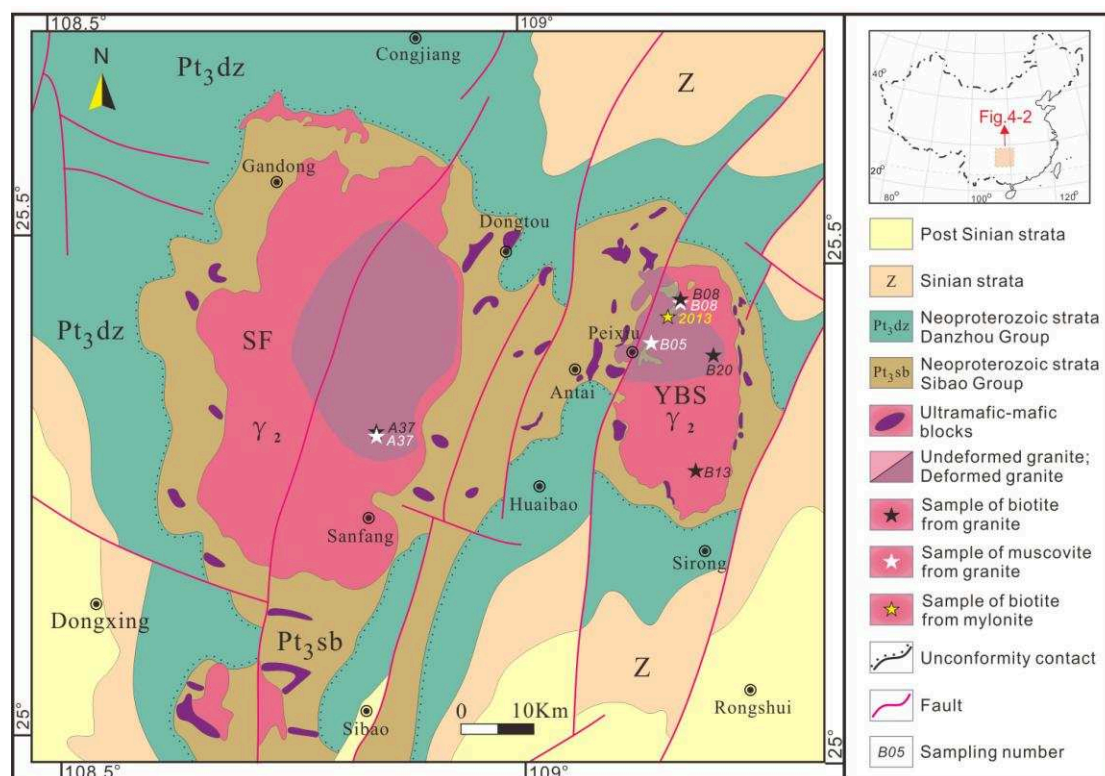 108.5°
109°
N
Pt₃dz
Congjiang
Z
Gandong
25.5°
Dongtou
25.5°
B08
B08
2013
SF
Peixiu
B05
B20
Pt₃dz
Antai
YBS
γ₂
γ₂
A37
A37
B13
Huaibao
Sanfang
Sirong
Dongxing
Pt₃sb
Z
Rongshui
0 10Km
Sibao
25°
25°
108.5°
109°
40°
Fig.4-2
20°
80°
100°
120°
Post Sinian strata
Z Sinian strata
Pt₃dz Neoproterozoic strata
Danzhou Group
Pt₃sb Neoproterozoic strata
Sibao Group
Ultramafic-mafic
blocks
Undeformed granite;
Deformed granite
Sample of biotite
from granite
Sample of muscovite
from granite
Sample of biotite
from mylonite
Unconformity contact
Fault
B05 Sampling number